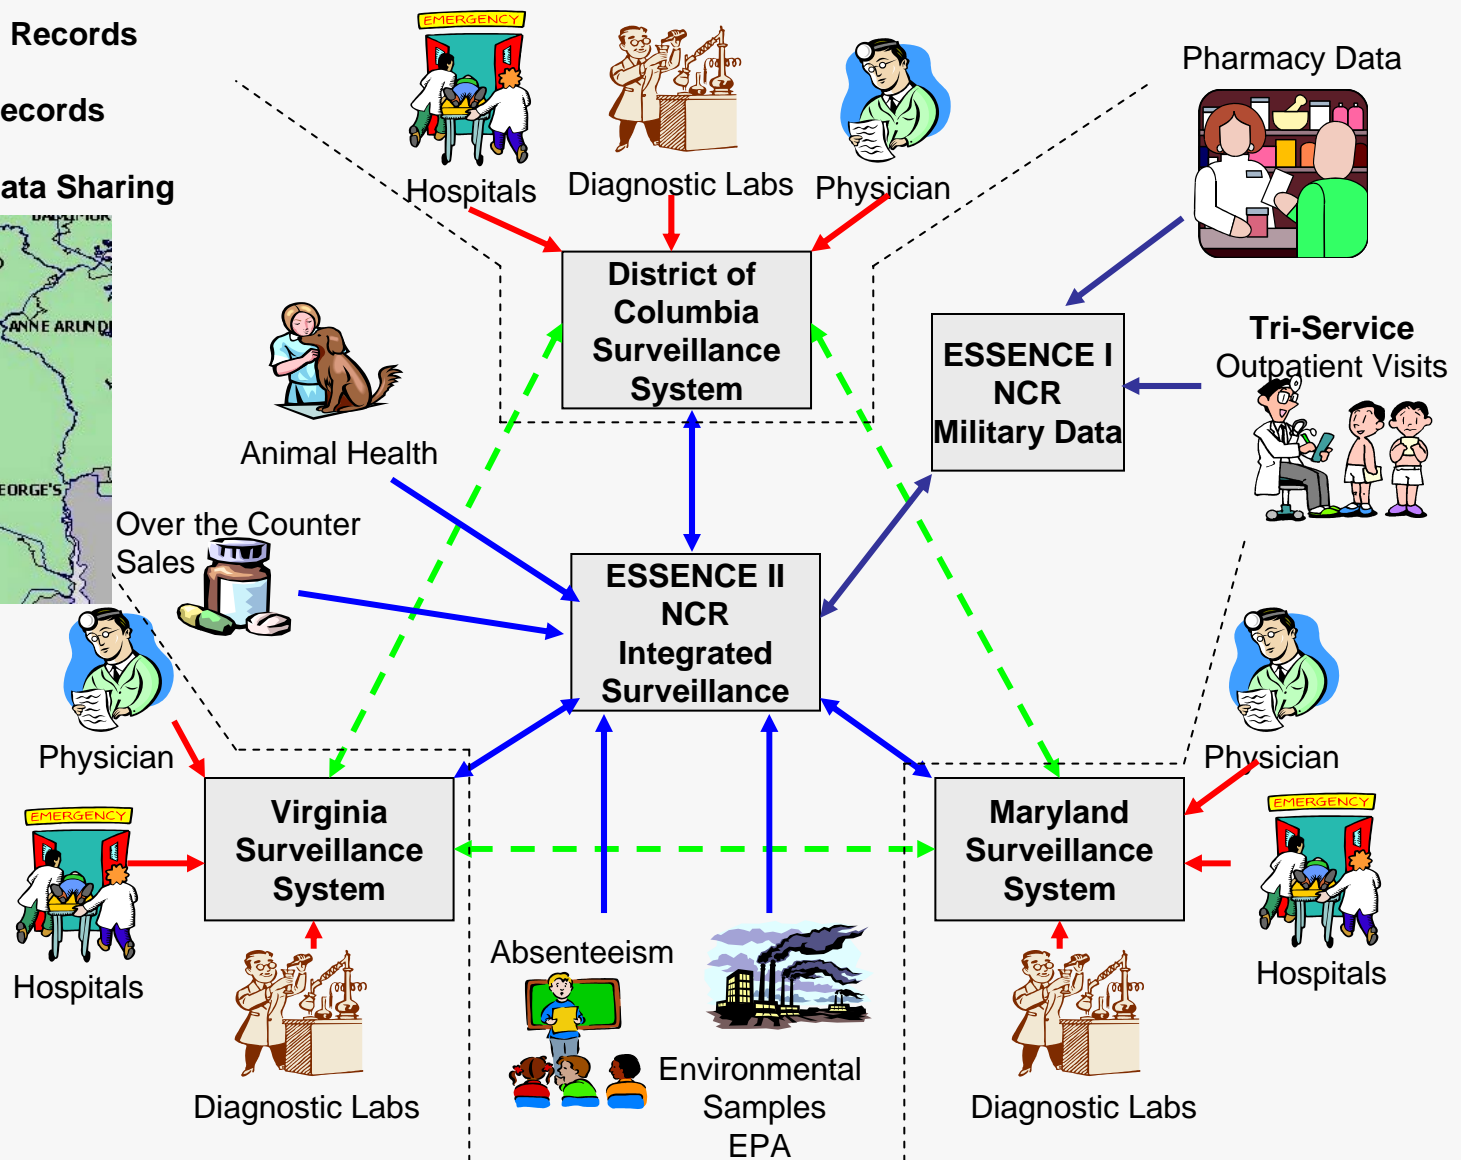 Records
ecords
ata Sharing
ANNE ARUND
EORGE'S
EMERGENCY
Hospitals
Diagnostic Labs
Physician
Pharmacy Data
District of
Columbia
Surveillance
System
ESSENCE I
NCR
Military Data
Tri-Service
Outpatient Visits
Animal Health
Over the Counter
Sales
ESSENCE II
NCR
Integrated
Surveillance
Physician
Physician
Virginia
Surveillance
System
Maryland
Surveillance
System
EMERGENCY
Hospitals
EMERGENCY
Hospitals
Absenteeism
Diagnostic Labs
Environmental
Samples
EPA
Diagnostic Labs